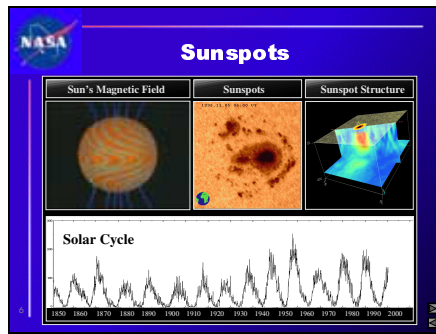 NASA
Sunspots
Sun's Magnetic Field
Sunspots
Sunspot Structure
Solar Cycle
1850 1860 1870 1880 1890 1900 1910 1920 1930 1940 1950 1960 1970 1980 1990 2000
6